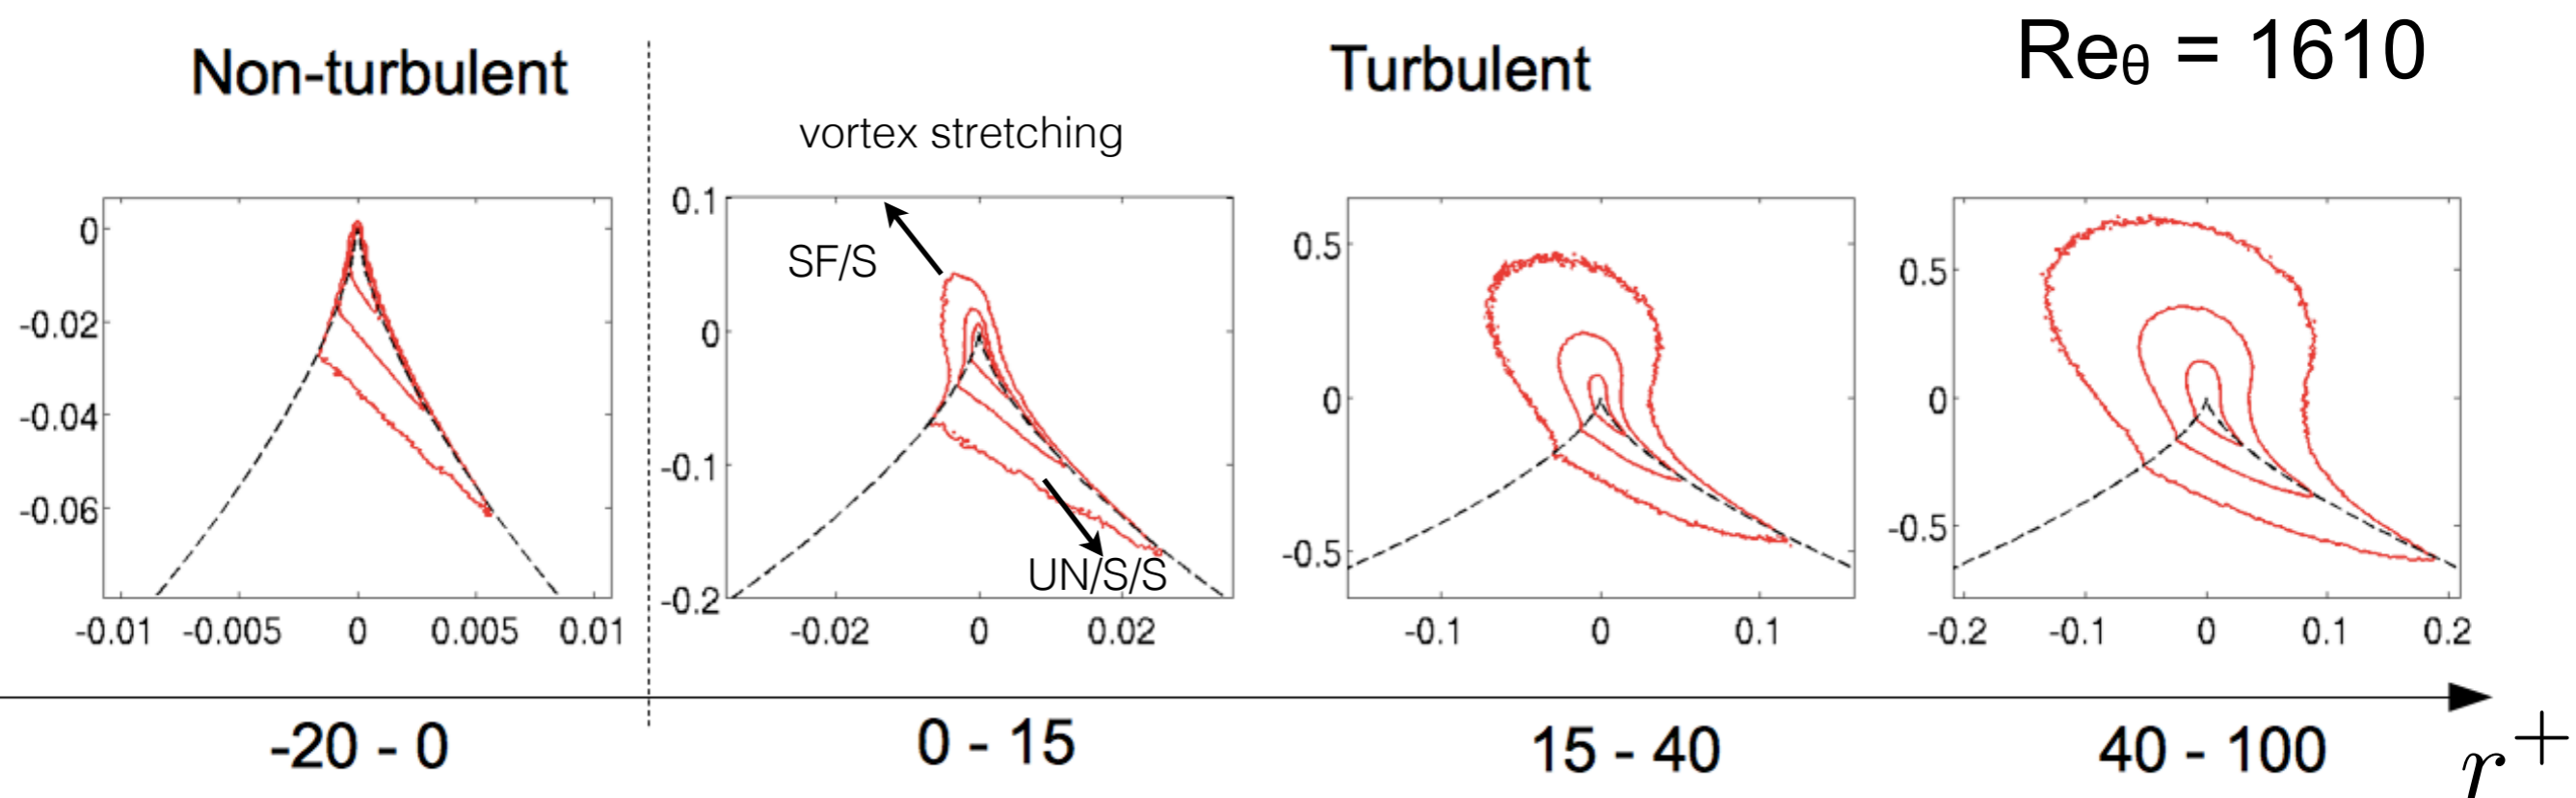 Non-turbulent
Turbulent
Reθ = 1610
vortex stretching
SF/S
UN/S/S
0
-0.02
-0.04
-0.06
-0.01 -0.005 0 0.005 0.01
0.1
0
-0.1
-0.2
-0.02 0 0.02
0.5
0
-0.5
-0.1 0 0.1
0.5
0
-0.5
-0.2 -0.1 0 0.1 0.2
-20 - 0
0 - 15
15 - 40
40 - 100
r+